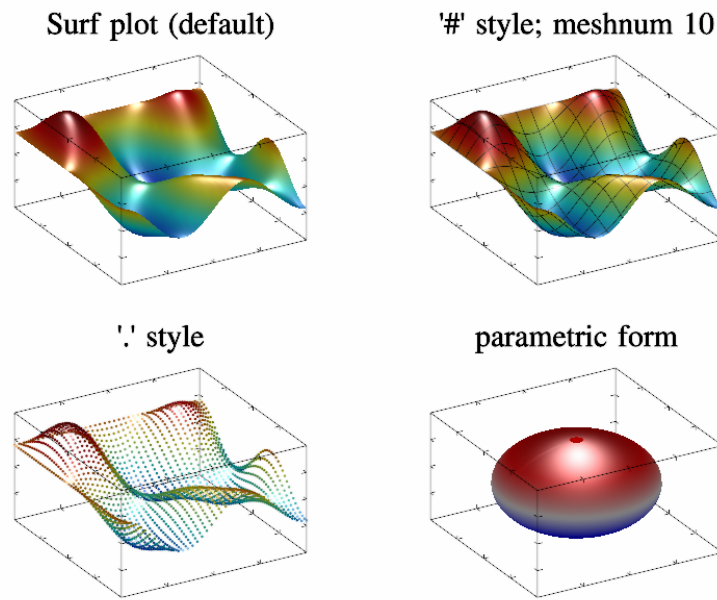 Surf plot (default)
'#' style; meshnum 10
'.' style
parametric form